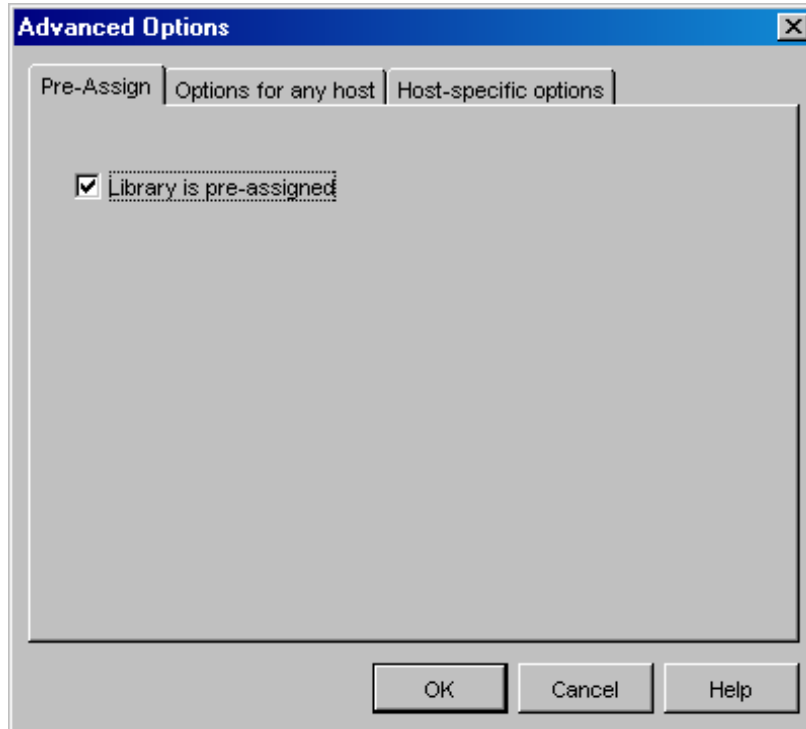 Advanced Options
Pre-Assign Options for any host Host-specific options
Library is pre-assigned
OK Cancel Help